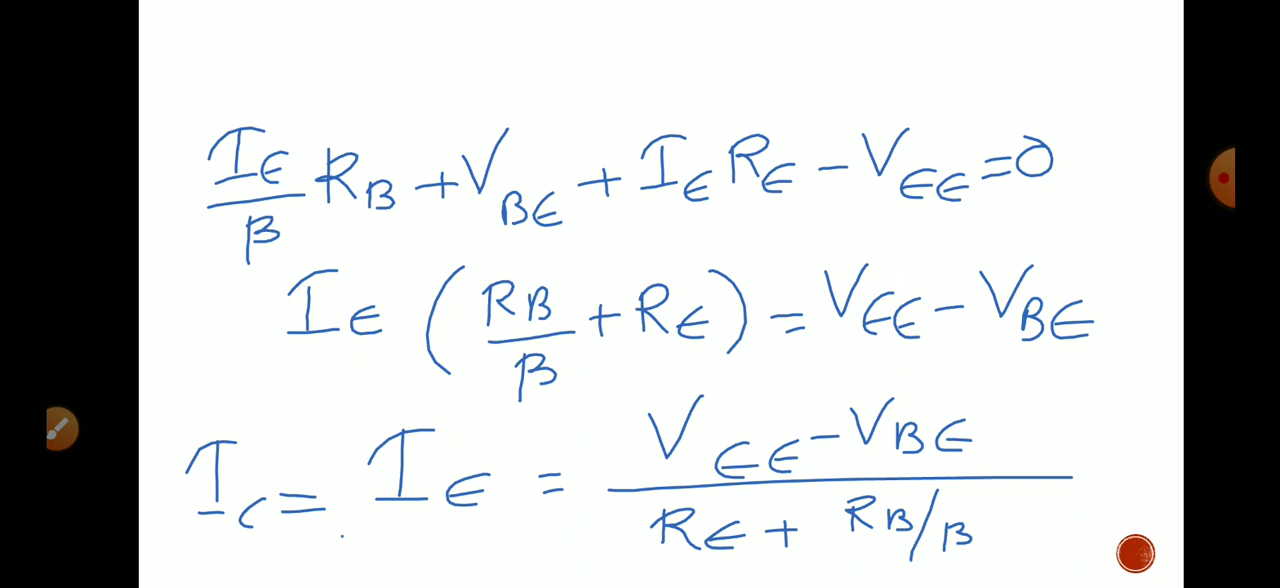 I_E/β R_B + V_BE + I_E R_E − V_EE = 0
I_E ( R_B/β + R_E ) = V_EE − V_BE
I_C = I_E = (V_EE − V_BE)/(R_E + R_B/β)